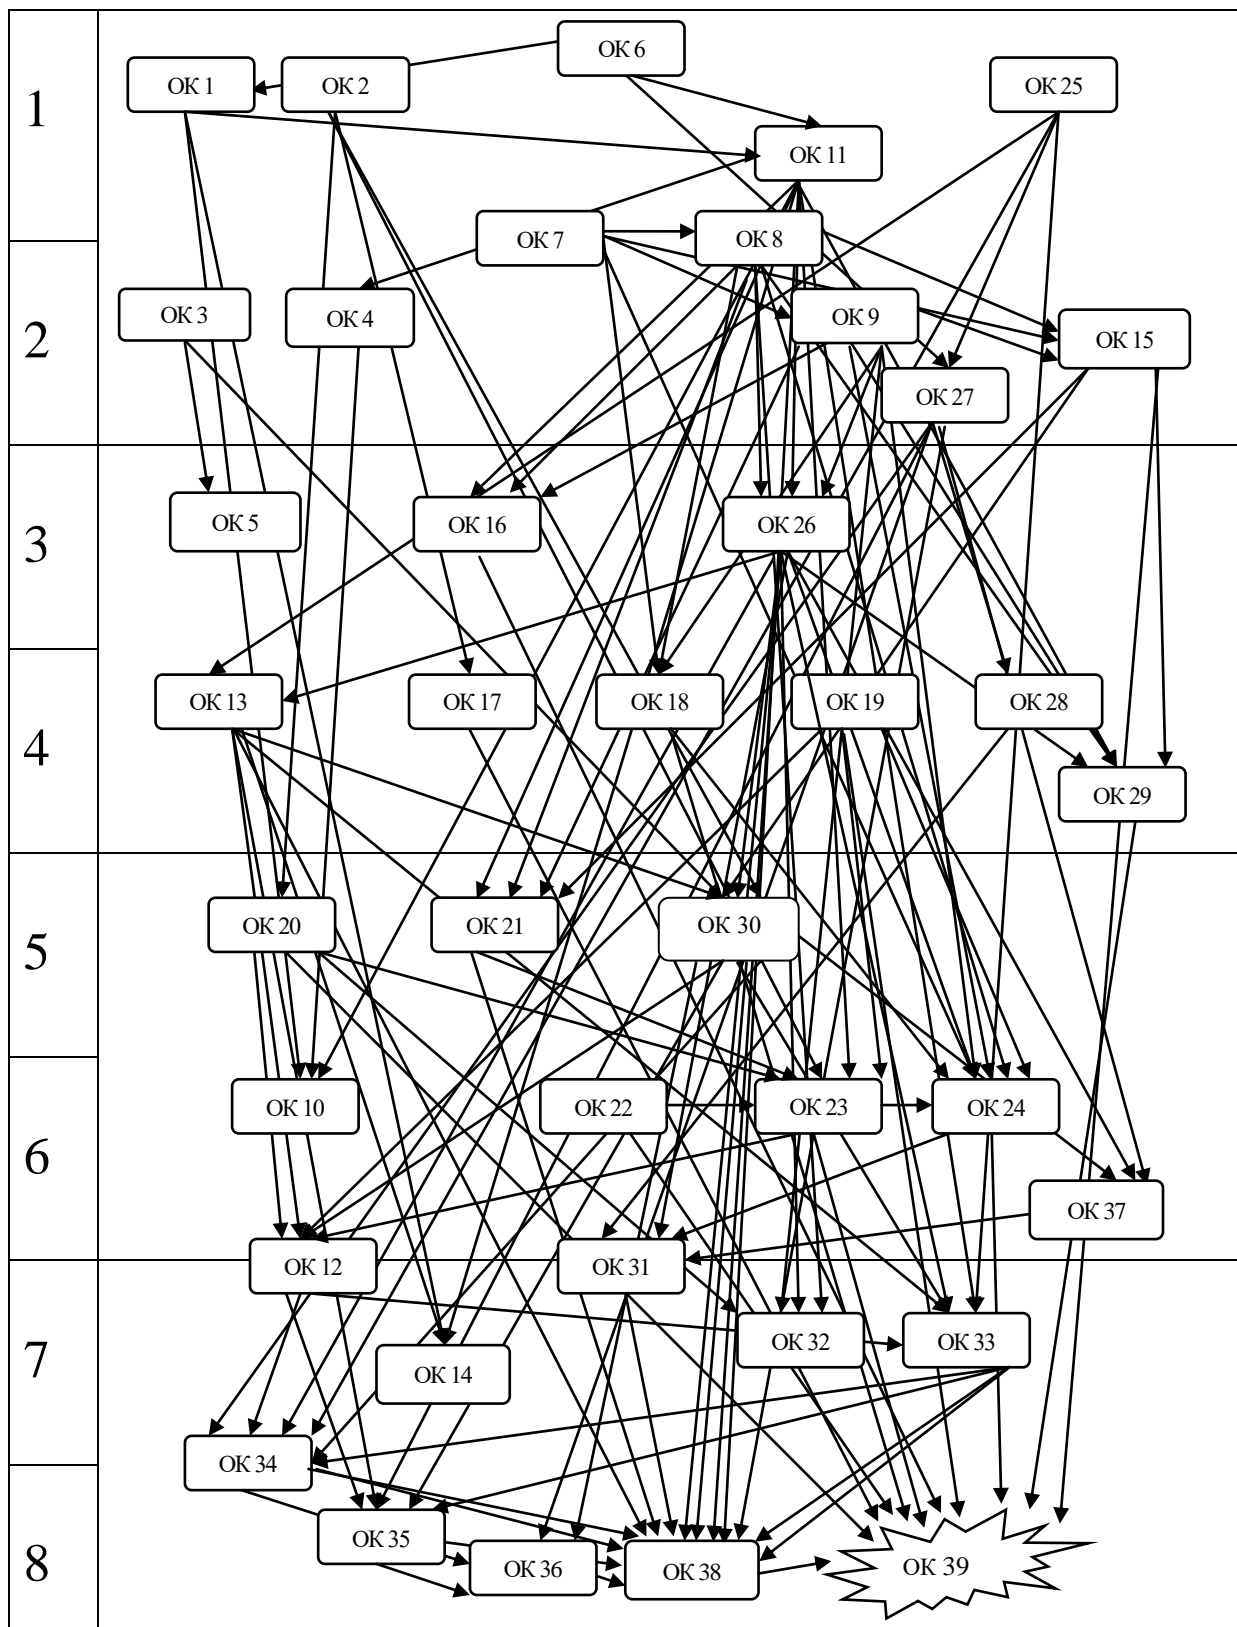 1
ОК 6
ОК 1
ОК 2
ОК 25
ОК 11
ОК 7
ОК 8
2
ОК 3
ОК 4
ОК 9
ОК 15
ОК 27
3
ОК 5
ОК 16
ОК 26
4
ОК 13
ОК 17
ОК 18
ОК 19
ОК 28
ОК 29
5
ОК 20
ОК 21
ОК 30
6
ОК 10
ОК 22
ОК 23
ОК 24
ОК 37
ОК 12
ОК 31
7
ОК 32
ОК 33
ОК 14
ОК 34
8
ОК 35
ОК 36
ОК 38
ОК 39